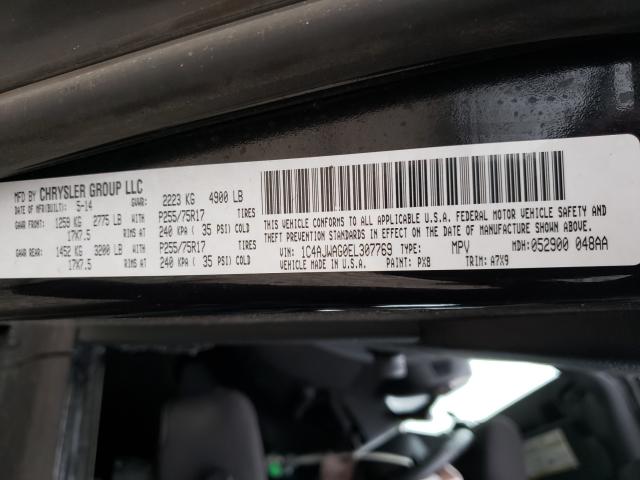 MFD BY CHRYSLER GROUP LLC
DATE OF MFR(BUILT): 5-14 GVWR: 2223 KG 4900 LB
GAWR FRONT: 1259 KG 2775 LB WITH P255/75R17 TIRES
17X7.5 RIMS AT 240 KPA ( 35 PSI) COLD
GAWR REAR: 1452 KG 3200 LB WITH P255/75R17 TIRES
17X7.5 RIMS AT 240 KPA ( 35 PSI) COLD
THIS VEHICLE CONFORMS TO ALL APPLICABLE U.S.A. FEDERAL MOTOR VEHICLE SAFETY AND
THEFT PREVENTION STANDARDS IN EFFECT ON THE DATE OF MANUFACTURE SHOWN ABOVE.
VIN: 1C4AJWAG0EL307769 TYPE: MPV MDH: 052900 048AA
VEHICLE MADE IN U.S.A. PAINT: PX8 TRIM: A7X9